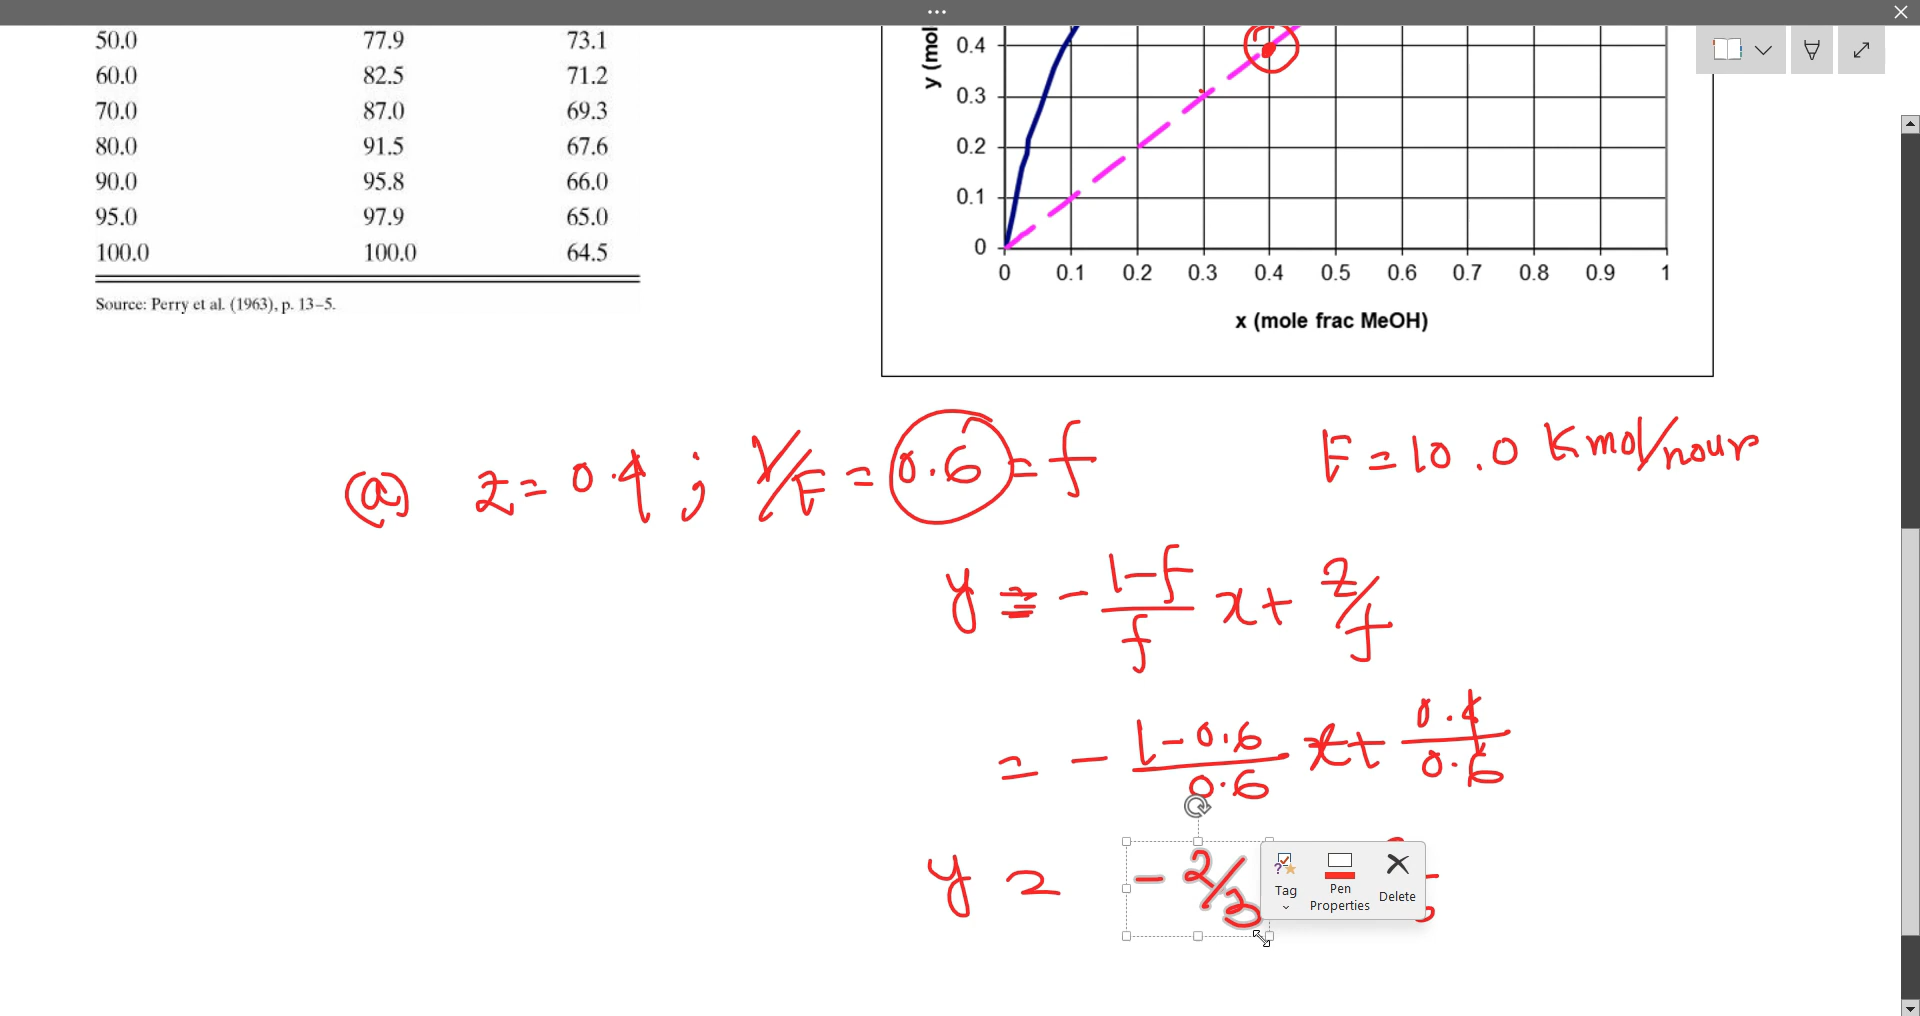 50.0 77.9 73.1
60.0 82.5 71.2
70.0 87.0 69.3
80.0 91.5 67.6
90.0 95.8 66.0
95.0 97.9 65.0
100.0 100.0 64.5
Source: Perry et al. (1963), p. 13–5.
y (mol
0.4
0.3
0.2
0.1
0
0 0.1 0.2 0.3 0.4 0.5 0.6 0.7 0.8 0.9 1
x (mole frac MeOH)
(a) z = 0.4 ; V/F = 0.6 = f
F = 10.0 Kmol/hour
y = - 1-f/f x + z/f
= - 1-0.6/0.6 x + 0.4/0.6
y = - 2/3
Tag
Pen Properties
Delete